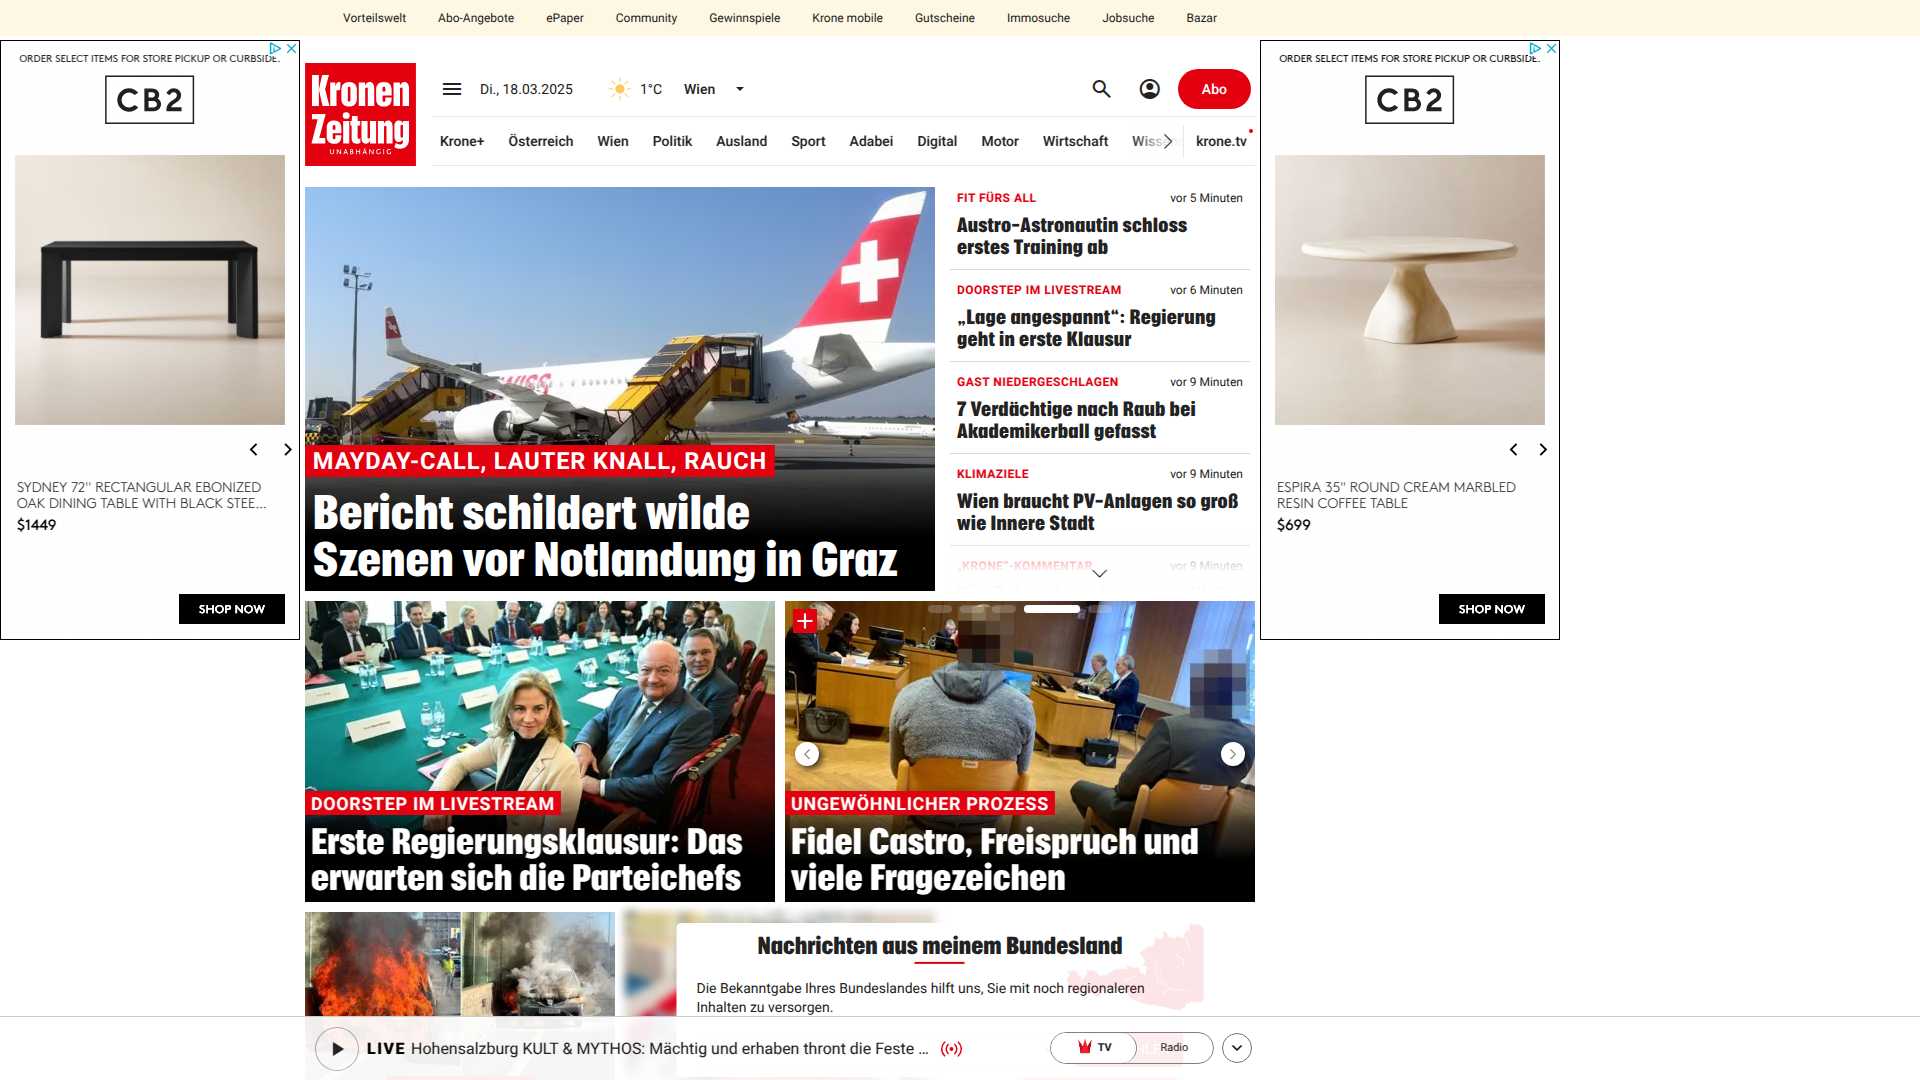 Vorteilswelt Abo-Angebote ePaper Community Gewinnspiele Krone mobile Gutscheine Immosuche Jobsuche Bazar
ORDER SELECT ITEMS FOR STORE PICKUP OR CURBSIDE.
CB2
SYDNEY 72" RECTANGULAR EBONIZED
OAK DINING TABLE WITH BLACK STEE...
$1449
SHOP NOW
Kronen
Zeitung
UNABHÄNGIG
Di., 18.03.2025 1°C Wien
Abo
Krone+ Österreich Wien Politik Ausland Sport Adabei Digital Motor Wirtschaft Wiss krone.tv
SWISS
MAYDAY-CALL, LAUTER KNALL, RAUCH
Bericht schildert wilde
Szenen vor Notlandung in Graz
FIT FÜRS ALL vor 5 Minuten
Austro-Astronautin schloss
erstes Training ab
DOORSTEP IM LIVESTREAM vor 6 Minuten
„Lage angespannt“: Regierung
geht in erste Klausur
GAST NIEDERGESCHLAGEN vor 9 Minuten
7 Verdächtige nach Raub bei
Akademikerball gefasst
KLIMAZIELE vor 9 Minuten
Wien braucht PV-Anlagen so groß
wie Innere Stadt
„KRONE“-KOMMENTAR vor 9 Minuten
ORDER SELECT ITEMS FOR STORE PICKUP OR CURBSIDE.
CB2
ESPIRA 35" ROUND CREAM MARBLED
RESIN COFFEE TABLE
$699
SHOP NOW
DOORSTEP IM LIVESTREAM
Erste Regierungsklausur: Das
erwarten sich die Parteichefs
UNGEWÖHNLICHER PROZESS
Fidel Castro, Freispruch und
viele Fragezeichen
Nachrichten aus meinem Bundesland
Die Bekanntgabe Ihres Bundeslandes hilft uns, Sie mit noch regionaleren
Inhalten zu versorgen.
LIVE Hohensalzburg KULT & MYTHOS: Mächtig und erhaben thront die Feste ...
TV Radio